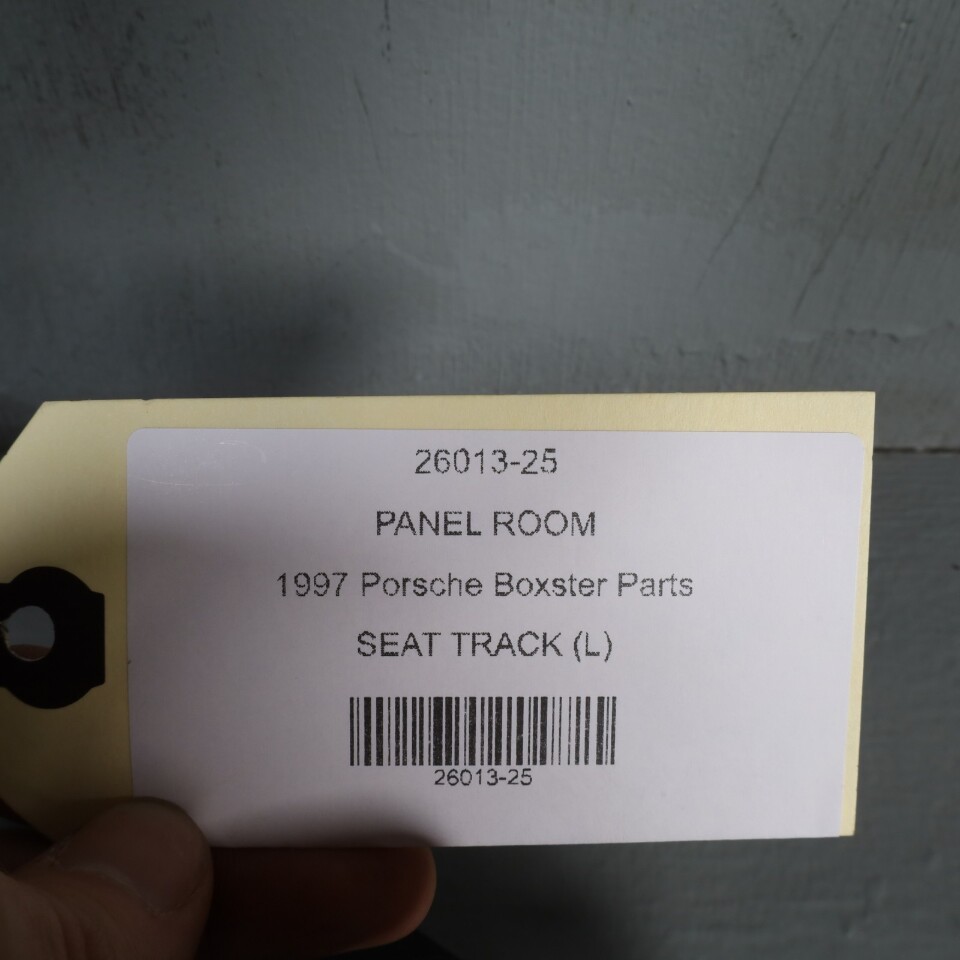 26013-25
PANEL ROOM
1997 Porsche Boxster Parts
SEAT TRACK (L)
26013-25